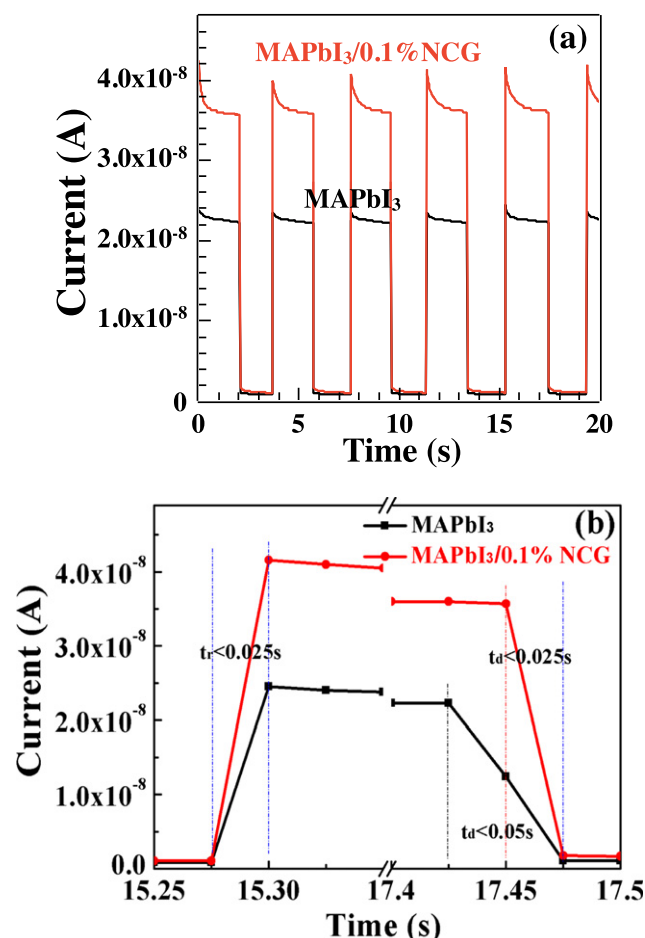 (a)
MAPbI₃/0.1%NCG
MAPbI₃
Current (A)
4.0x10⁻⁸
3.0x10⁻⁸
2.0x10⁻⁸
1.0x10⁻⁸
0
0 5 10 15 20
Time (s)
(b)
MAPbI₃
MAPbI₃/0.1% NCG
Current (A)
4.0x10⁻⁸
3.0x10⁻⁸
2.0x10⁻⁸
1.0x10⁻⁸
0.0
tᵣ<0.025s
t_d<0.025s
t_d<0.05s
15.25 15.30 17.4 17.45 17.5
Time (s)